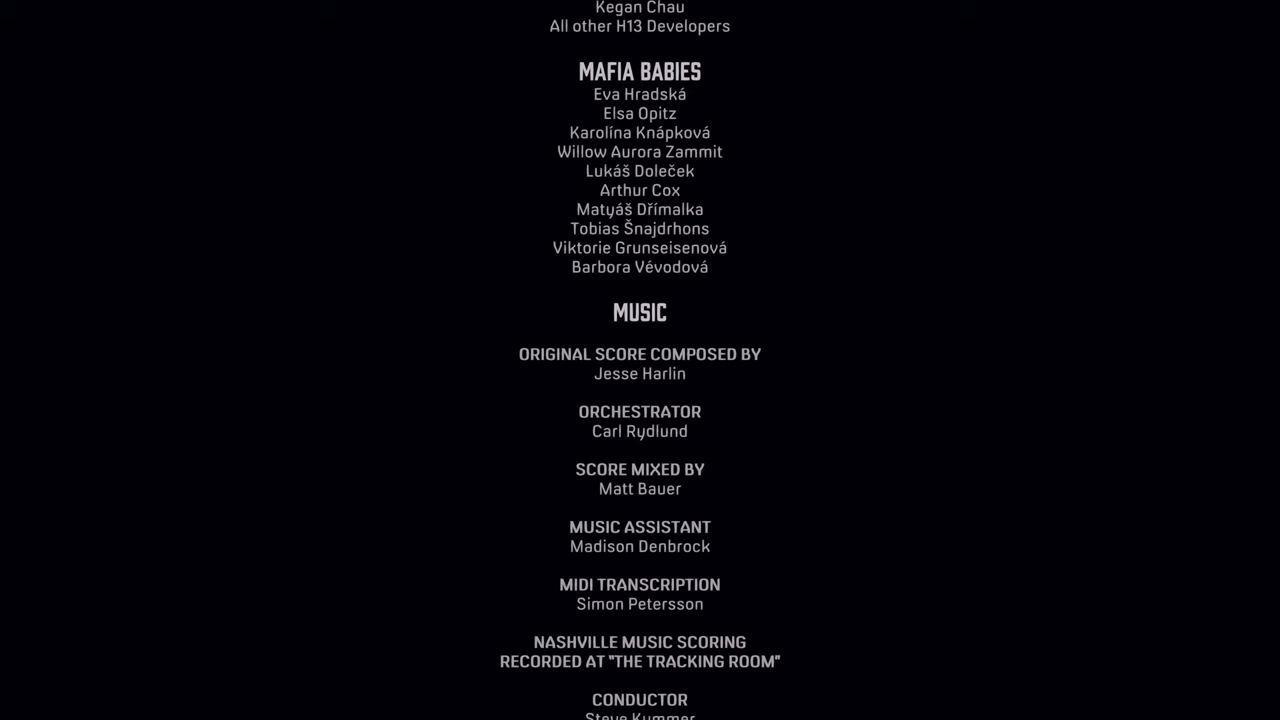 Kegan Chau
All other H13 Developers
MAFIA BABIES
Eva Hradská
Elsa Opitz
Karolína Knápková
Willow Aurora Zammit
Lukáš Doleček
Arthur Cox
Matyáš Dřímalka
Tobias Šnajdrhons
Viktorie Grunseisenová
Barbora Vévodová
MUSIC
ORIGINAL SCORE COMPOSED BY
Jesse Harlin
ORCHESTRATOR
Carl Rydlund
SCORE MIXED BY
Matt Bauer
MUSIC ASSISTANT
Madison Denbrock
MIDI TRANSCRIPTION
Simon Petersson
NASHVILLE MUSIC SCORING
RECORDED AT "THE TRACKING ROOM"
CONDUCTOR
Steve Kummer